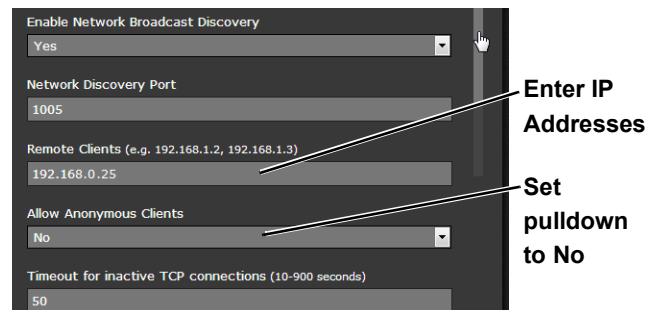 Enable Network Broadcast Discovery
Yes
Network Discovery Port
1005
Remote Clients (e.g. 192.168.1.2, 192.168.1.3)
192.168.0.25
Allow Anonymous Clients
No
Timeout for inactive TCP connections (10-900 seconds)
50
Enter IP
Addresses
Set
pulldown
to No